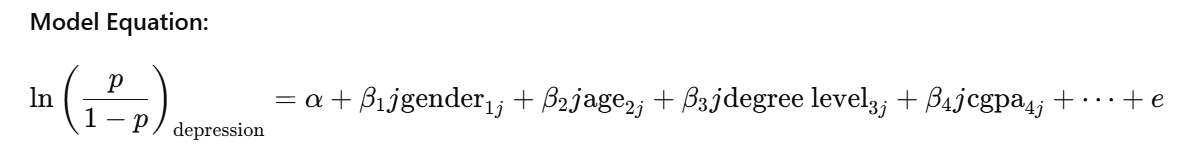 Model Equation:
ln(p/(1 − p))_depression = α + β₁jgender₁ⱼ + β₂jage₂ⱼ + β₃jdegree level₃ⱼ + β₄jcgpa₄ⱼ + ⋯ + e